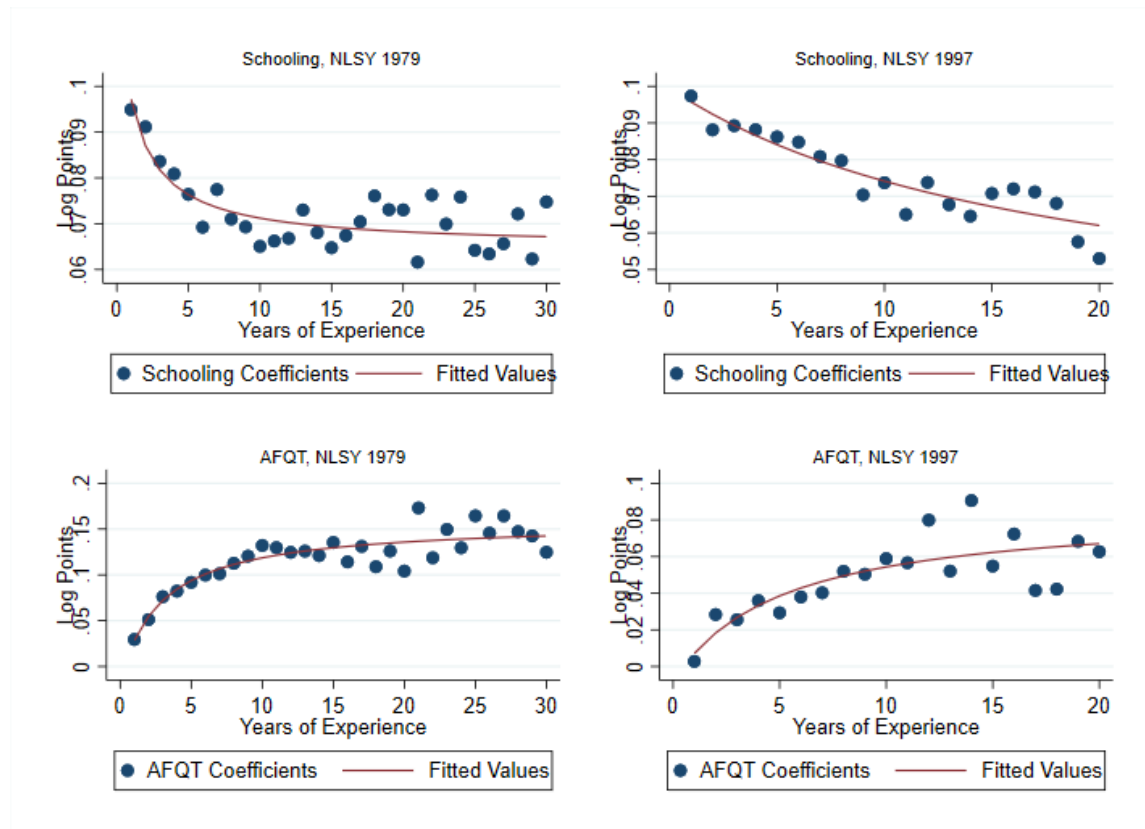 Schooling, NLSY 1979
Log Points
.1
.09
.08
.07
.06
0 5 10 15 20 25 30
Years of Experience
Schooling Coefficients Fitted Values
Schooling, NLSY 1997
Log Points
.1
.09
.08
.07
.06
.05
0 5 10 15 20
Years of Experience
Schooling Coefficients Fitted Values
AFQT, NLSY 1979
Log Points
.2
.15
.1
.05
0
0 5 10 15 20 25 30
Years of Experience
AFQT Coefficients Fitted Values
AFQT, NLSY 1997
Log Points
.1
.08
.06
.04
.02
0
0 5 10 15 20
Years of Experience
AFQT Coefficients Fitted Values